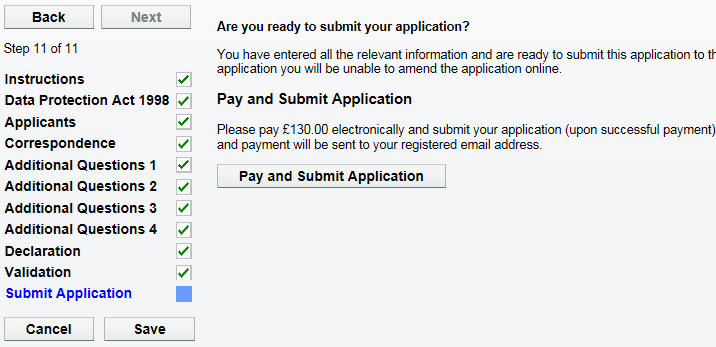 Back
Next
Step 11 of 11
Instructions
Data Protection Act 1998
Applicants
Correspondence
Additional Questions 1
Additional Questions 2
Additional Questions 3
Additional Questions 4
Declaration
Validation
Submit Application
Cancel
Save
Are you ready to submit your application?
You have entered all the relevant information and are ready to submit this application to
application you will be unable to amend the application online.
Pay and Submit Application
Please pay £130.00 electronically and submit your application (upon successful payment)
and payment will be sent to your registered email address.
Pay and Submit Application